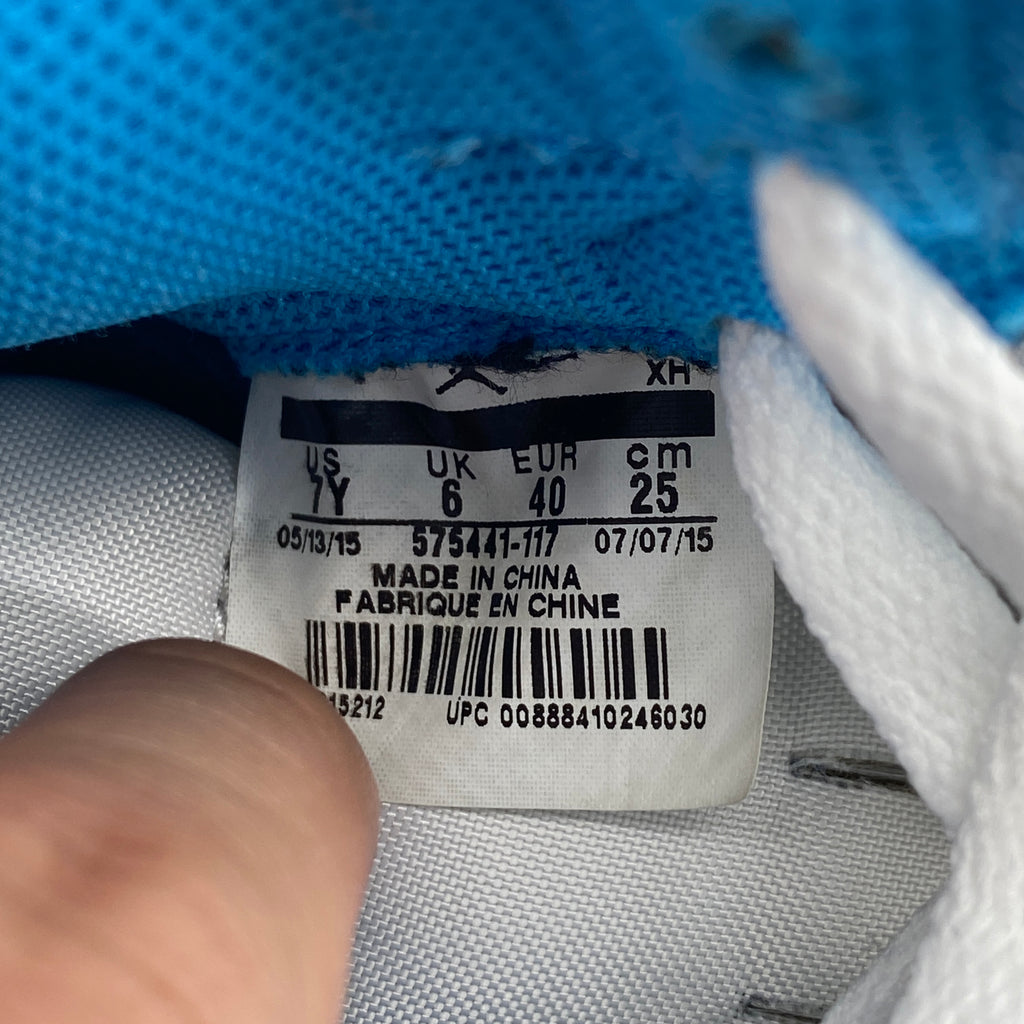 XH
US UK EUR cm
7Y 6 40 25
05/13/15 575441-117 07/07/15
MADE IN CHINA
FABRIQUE EN CHINE
15212 UPC 00888410246030